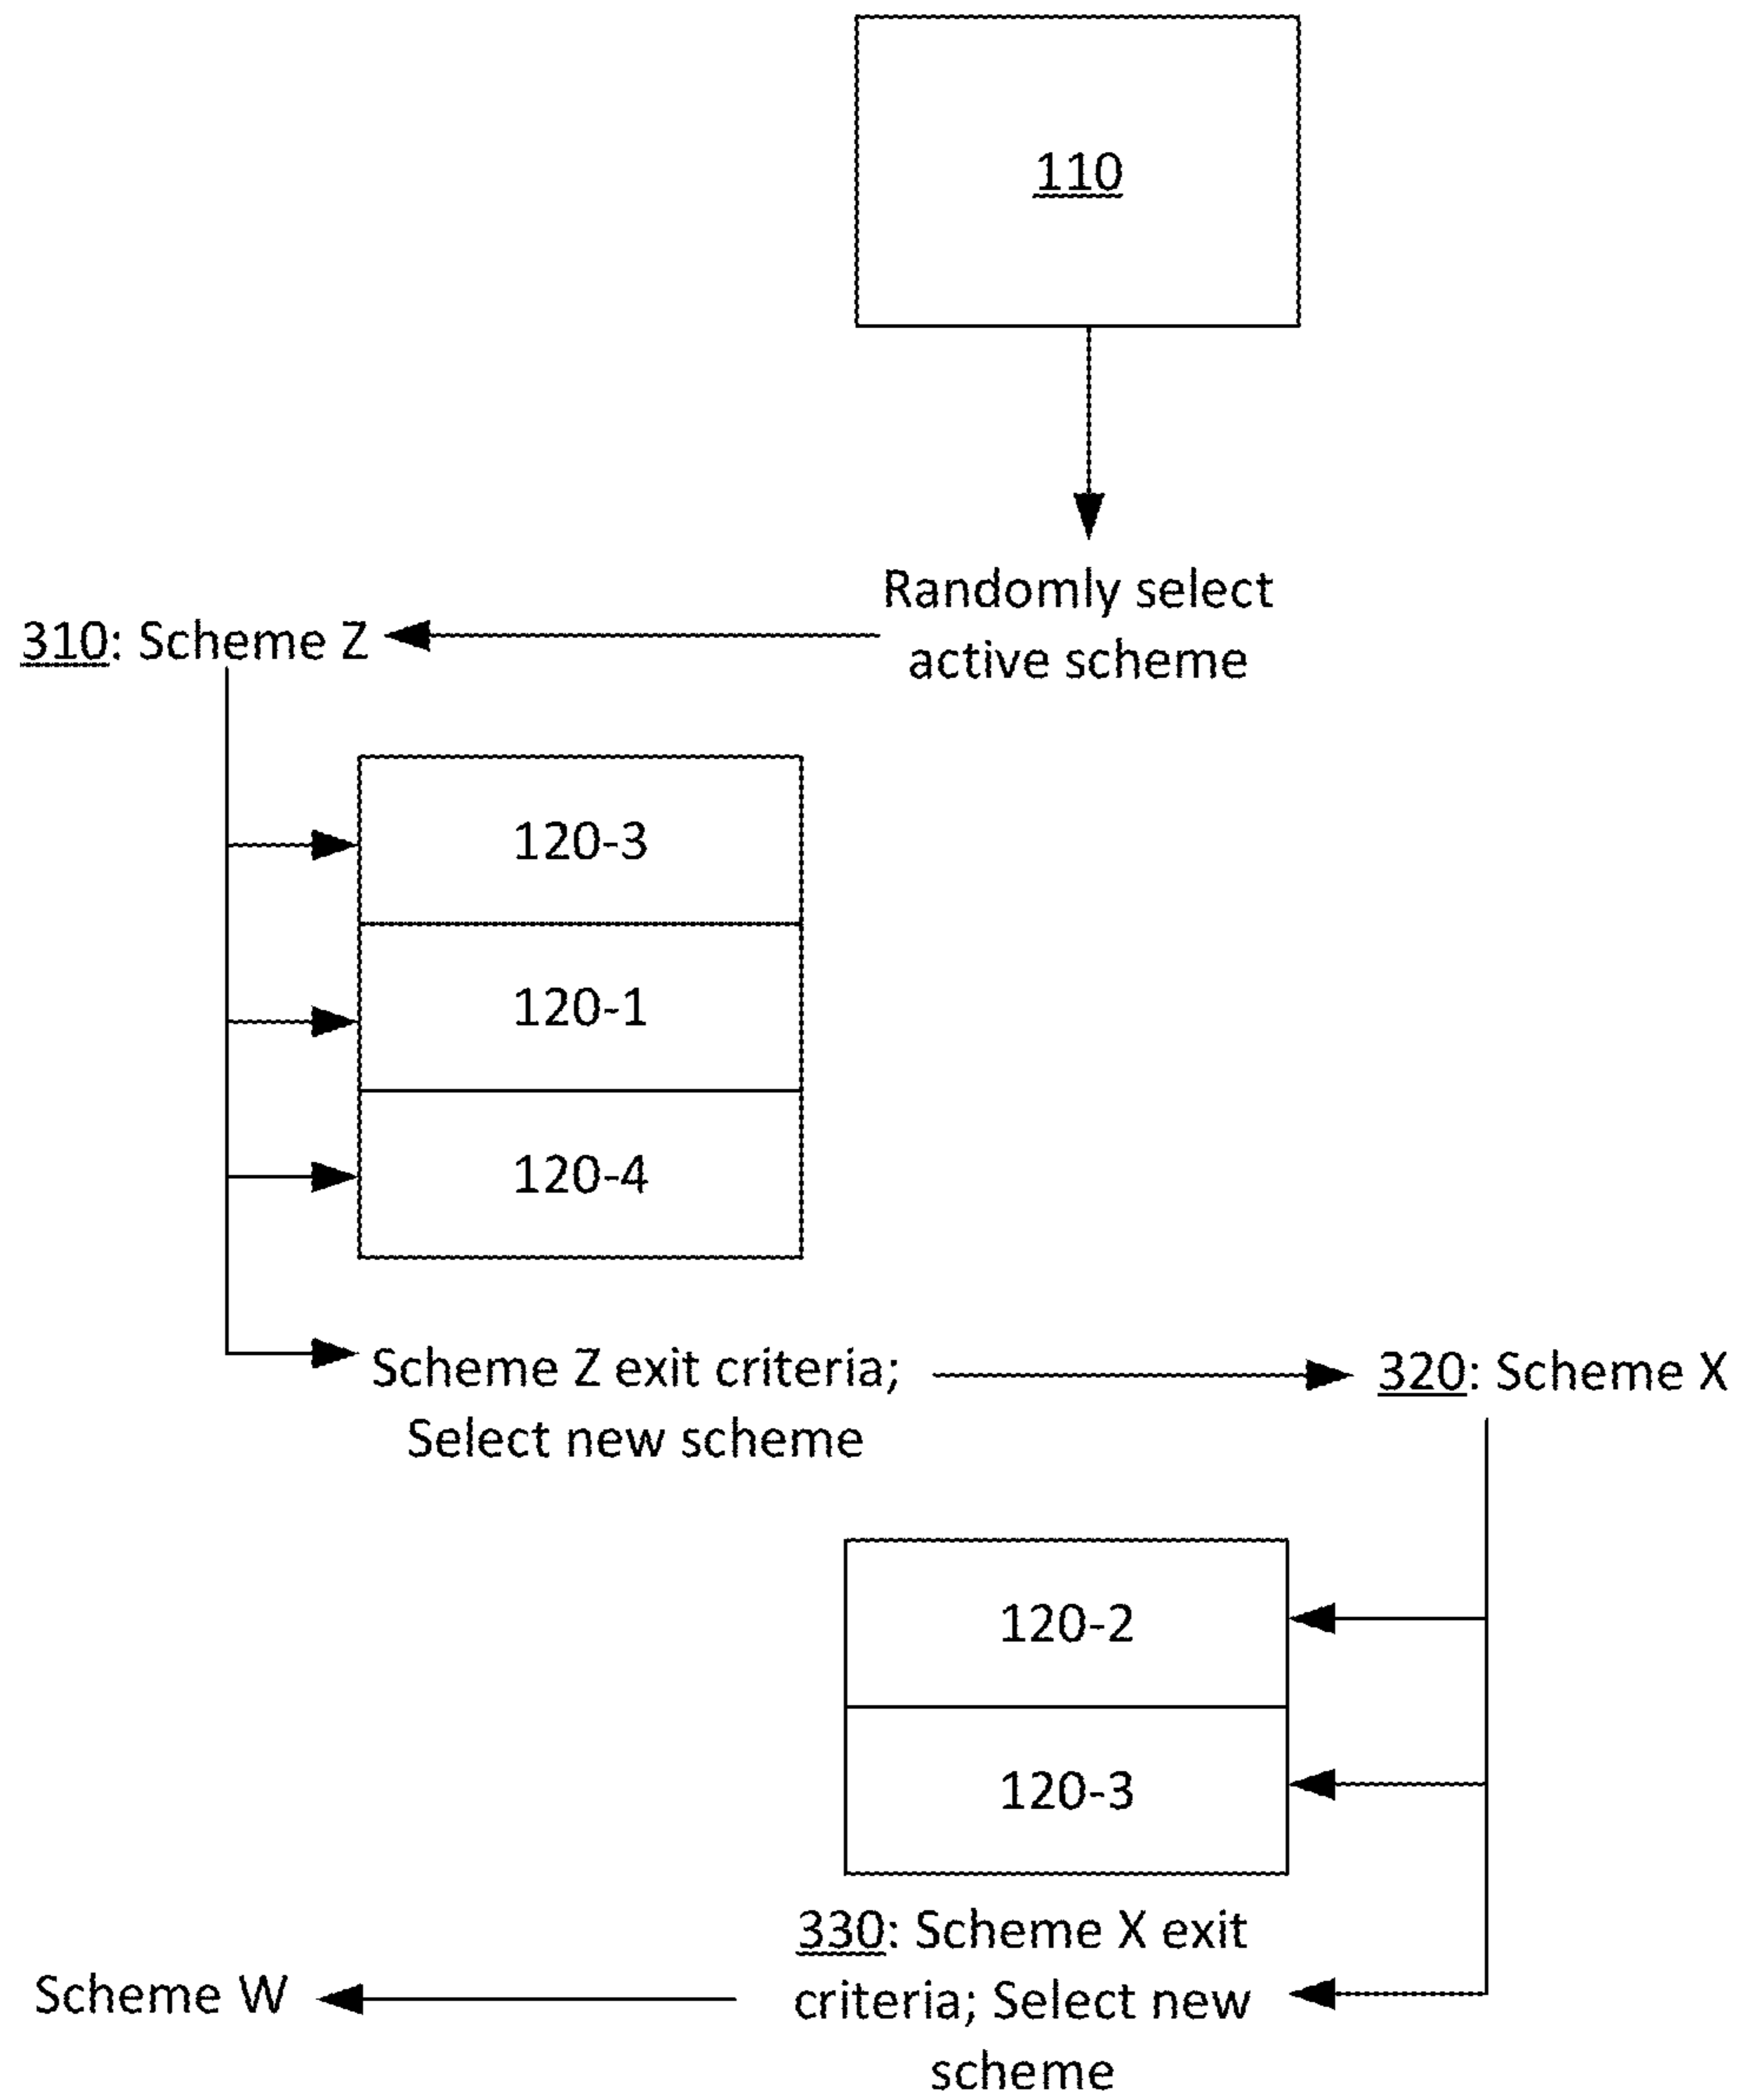 110
Randomly select
active scheme
310: Scheme Z
120-3
120-1
120-4
Scheme Z exit criteria;
Select new scheme
320: Scheme X
120-2
120-3
330: Scheme X exit
criteria; Select new
scheme
Scheme W